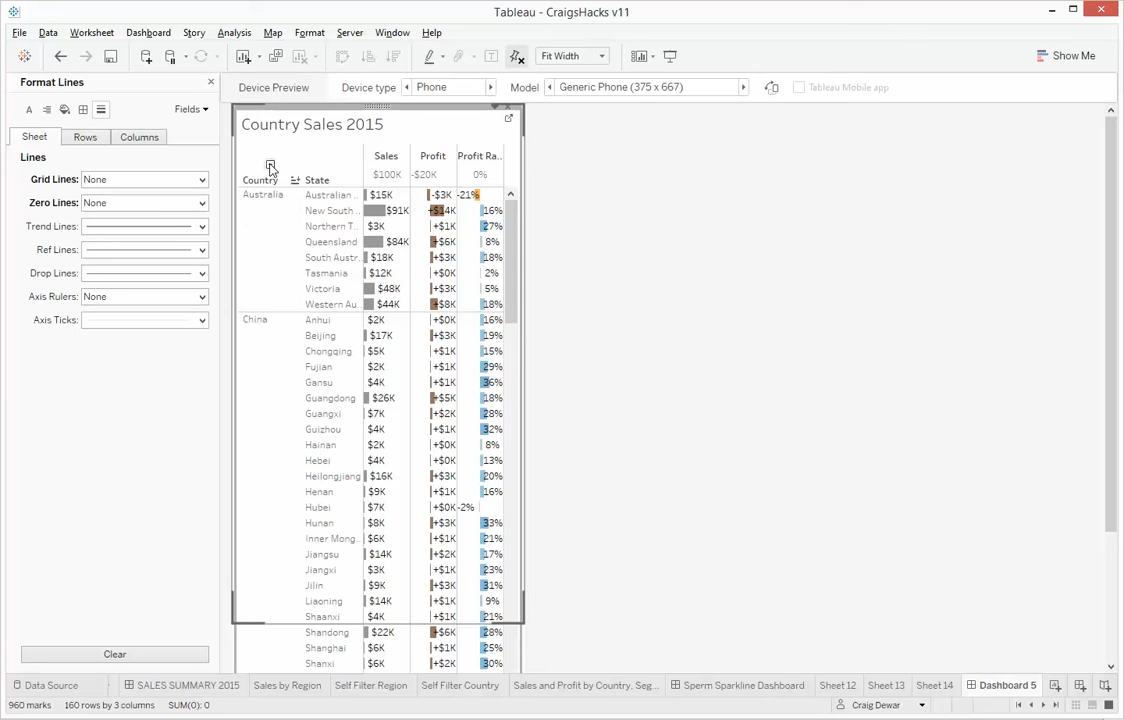 Tableau - CraigsHacks v11
File Data Worksheet Dashboard Story Analysis Map Format Server Window Help
Fit Width Show Me
Format Lines
Device Preview Device type Phone Model Generic Phone (375 x 667) Tableau Mobile app
Fields
Sheet Rows Columns
Lines
Grid Lines: None
Zero Lines: None
Trend Lines:
Ref Lines:
Drop Lines:
Axis Rulers: None
Axis Ticks:
Clear
Country Sales 2015
Sales Profit Profit Ra..
$100K -$20K 0%
Country State
Australia Australian .. $15K -$3K -21%
New South .. $91K +$14K 16%
Northern T.. $3K +$1K 27%
Queensland $84K +$6K 8%
South Austr.. $18K +$3K 18%
Tasmania $12K +$0K 2%
Victoria $48K +$3K 5%
Western Au.. $44K +$8K 18%
China Anhui $2K +$0K 16%
Beijing $17K +$3K 19%
Chongqing $5K +$1K 15%
Fujian $2K +$1K 29%
Gansu $4K +$1K 36%
Guangdong $26K +$5K 18%
Guangxi $7K +$2K 28%
Guizhou $4K +$1K 32%
Hainan $2K +$0K 8%
Hebei $4K +$0K 13%
Heilongjiang $16K +$3K 20%
Henan $9K +$1K 16%
Hubei $7K +$0K -2%
Hunan $8K +$3K 33%
Inner Mong.. $6K +$1K 21%
Jiangsu $14K +$2K 17%
Jiangxi $3K +$1K 23%
Jilin $9K +$3K 31%
Liaoning $14K +$1K 9%
Shaanxi $4K +$1K 21%
Shandong $22K +$6K 28%
Shanghai $6K +$1K 25%
Shanxi $6K +$2K 30%
Data Source SALES SUMMARY 2015 Sales by Region Self Filter Region Self Filter Country Sales and Profit by Country, Seg... Sperm Sparkline Dashboard Sheet 12 Sheet 13 Sheet 14 Dashboard 5
960 marks 160 rows by 3 columns SUM(0): 0 Craig Dewar